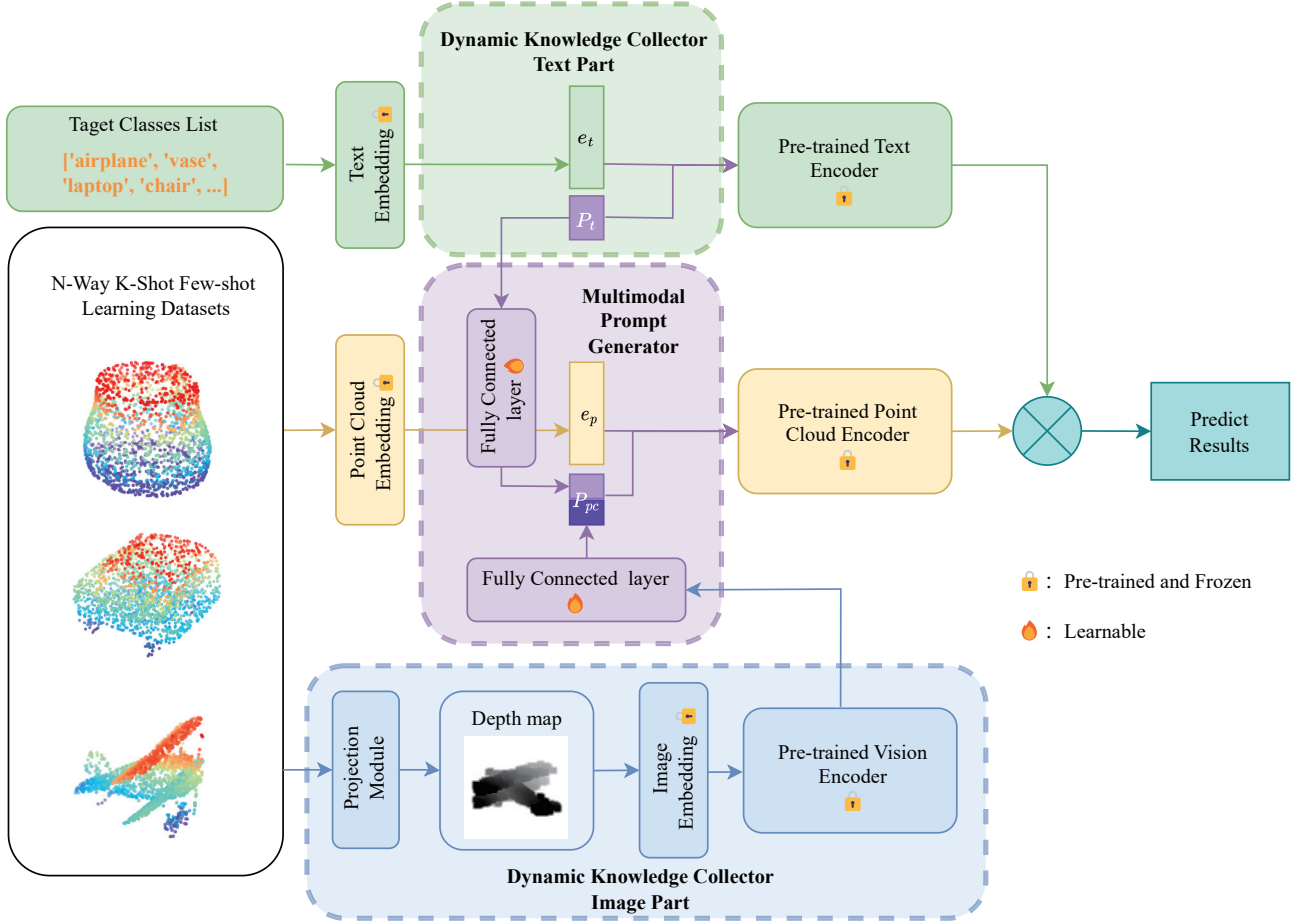 Dynamic Knowledge Collector
Text Part
Taget Classes List
['airplane', 'vase',
'laptop', 'chair', ...]
Text
Embedding
e_t
P_t
Pre-trained Text
Encoder
N-Way K-Shot Few-shot
Learning Datasets
Point Cloud
Embedding
Multimodal
Prompt
Generator
Fully Connected
layer
e_p
P_{pc}
Fully Connected layer
Pre-trained Point
Cloud Encoder
Predict
Results
: Pre-trained and Frozen
: Learnable
Projection
Module
Depth map
Image
Embedding
Pre-trained Vision
Encoder
Dynamic Knowledge Collector
Image Part